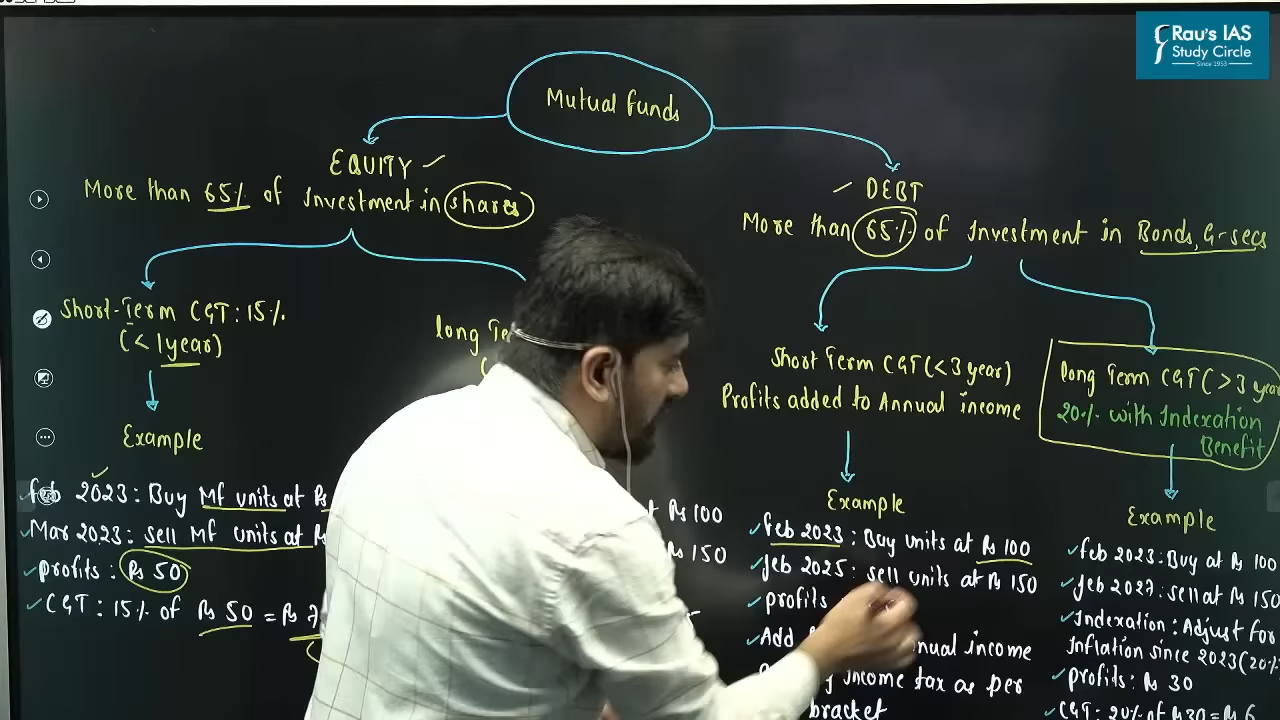 Rau's IAS
Study Circle
Since 1953
Mutual funds
EQUITY
More than 65% of Investment in shares
DEBT
More than 65% of Investment in Bonds, G-secs
Short-Term CGT: 15%
(< 1 year)
Example
Feb 2023: Buy Mf units at Rs
Mar 2023: sell Mf units at
profits: Rs 50
CGT: 15% of Rs 50 = Rs 7
long
Rs 100
150
Short Term CGT (< 3 year)
Profits added to Annual income
Example
Feb 2023: Buy units at Rs 100
Feb 2025: sell units at Rs 150
profits
Add
income
income tax as per
bracket
long Term CGT (> 3 year
20% with Indexation
Benefit
Example
Feb 2023: Buy at Rs 100
Feb 2027: sell at Rs 150
Indexation: Adjust for
Inflation since 2023 (20%
profits: Rs 30
CGT: 20% of Rs 30 = Rs 6